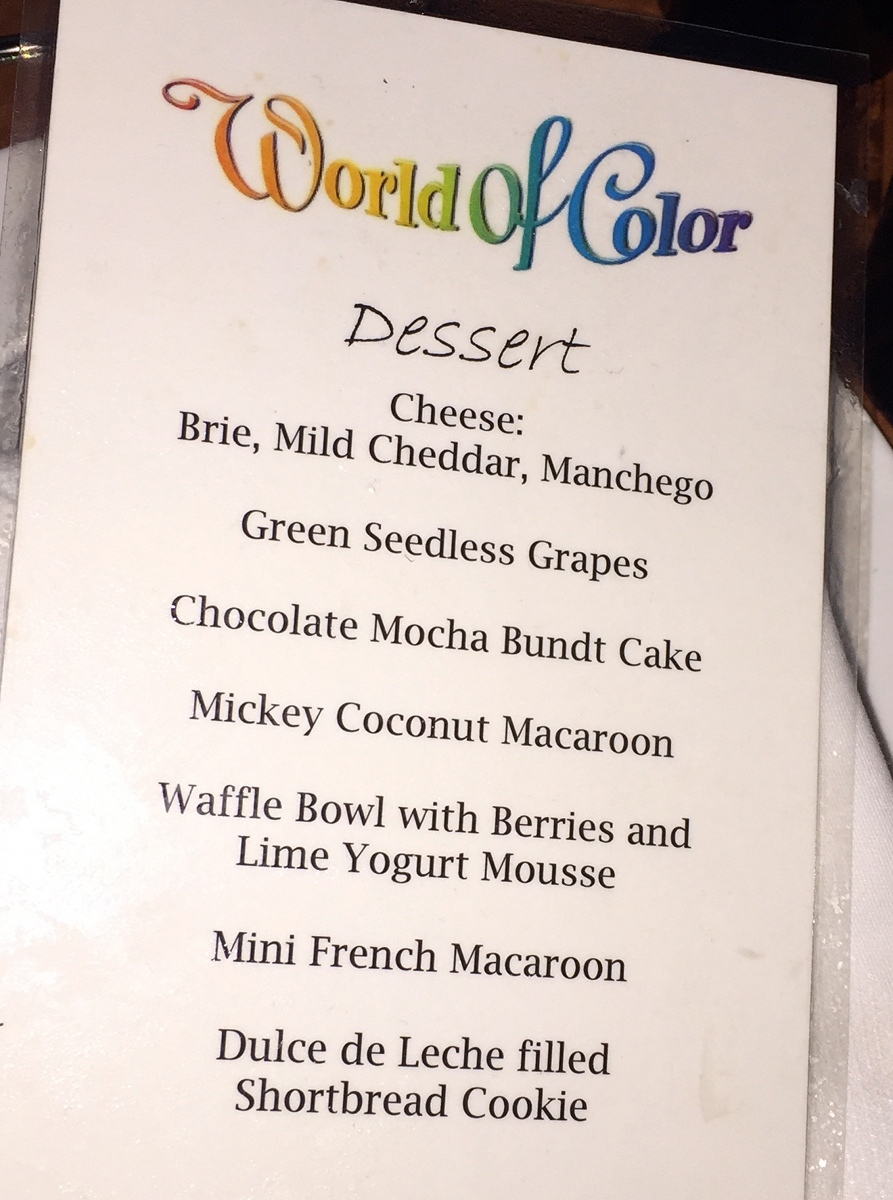 World Of Color
Dessert
Cheese:
Brie, Mild Cheddar, Manchego
Green Seedless Grapes
Chocolate Mocha Bundt Cake
Mickey Coconut Macaroon
Waffle Bowl with Berries and
Lime Yogurt Mousse
Mini French Macaroon
Dulce de Leche filled
Shortbread Cookie